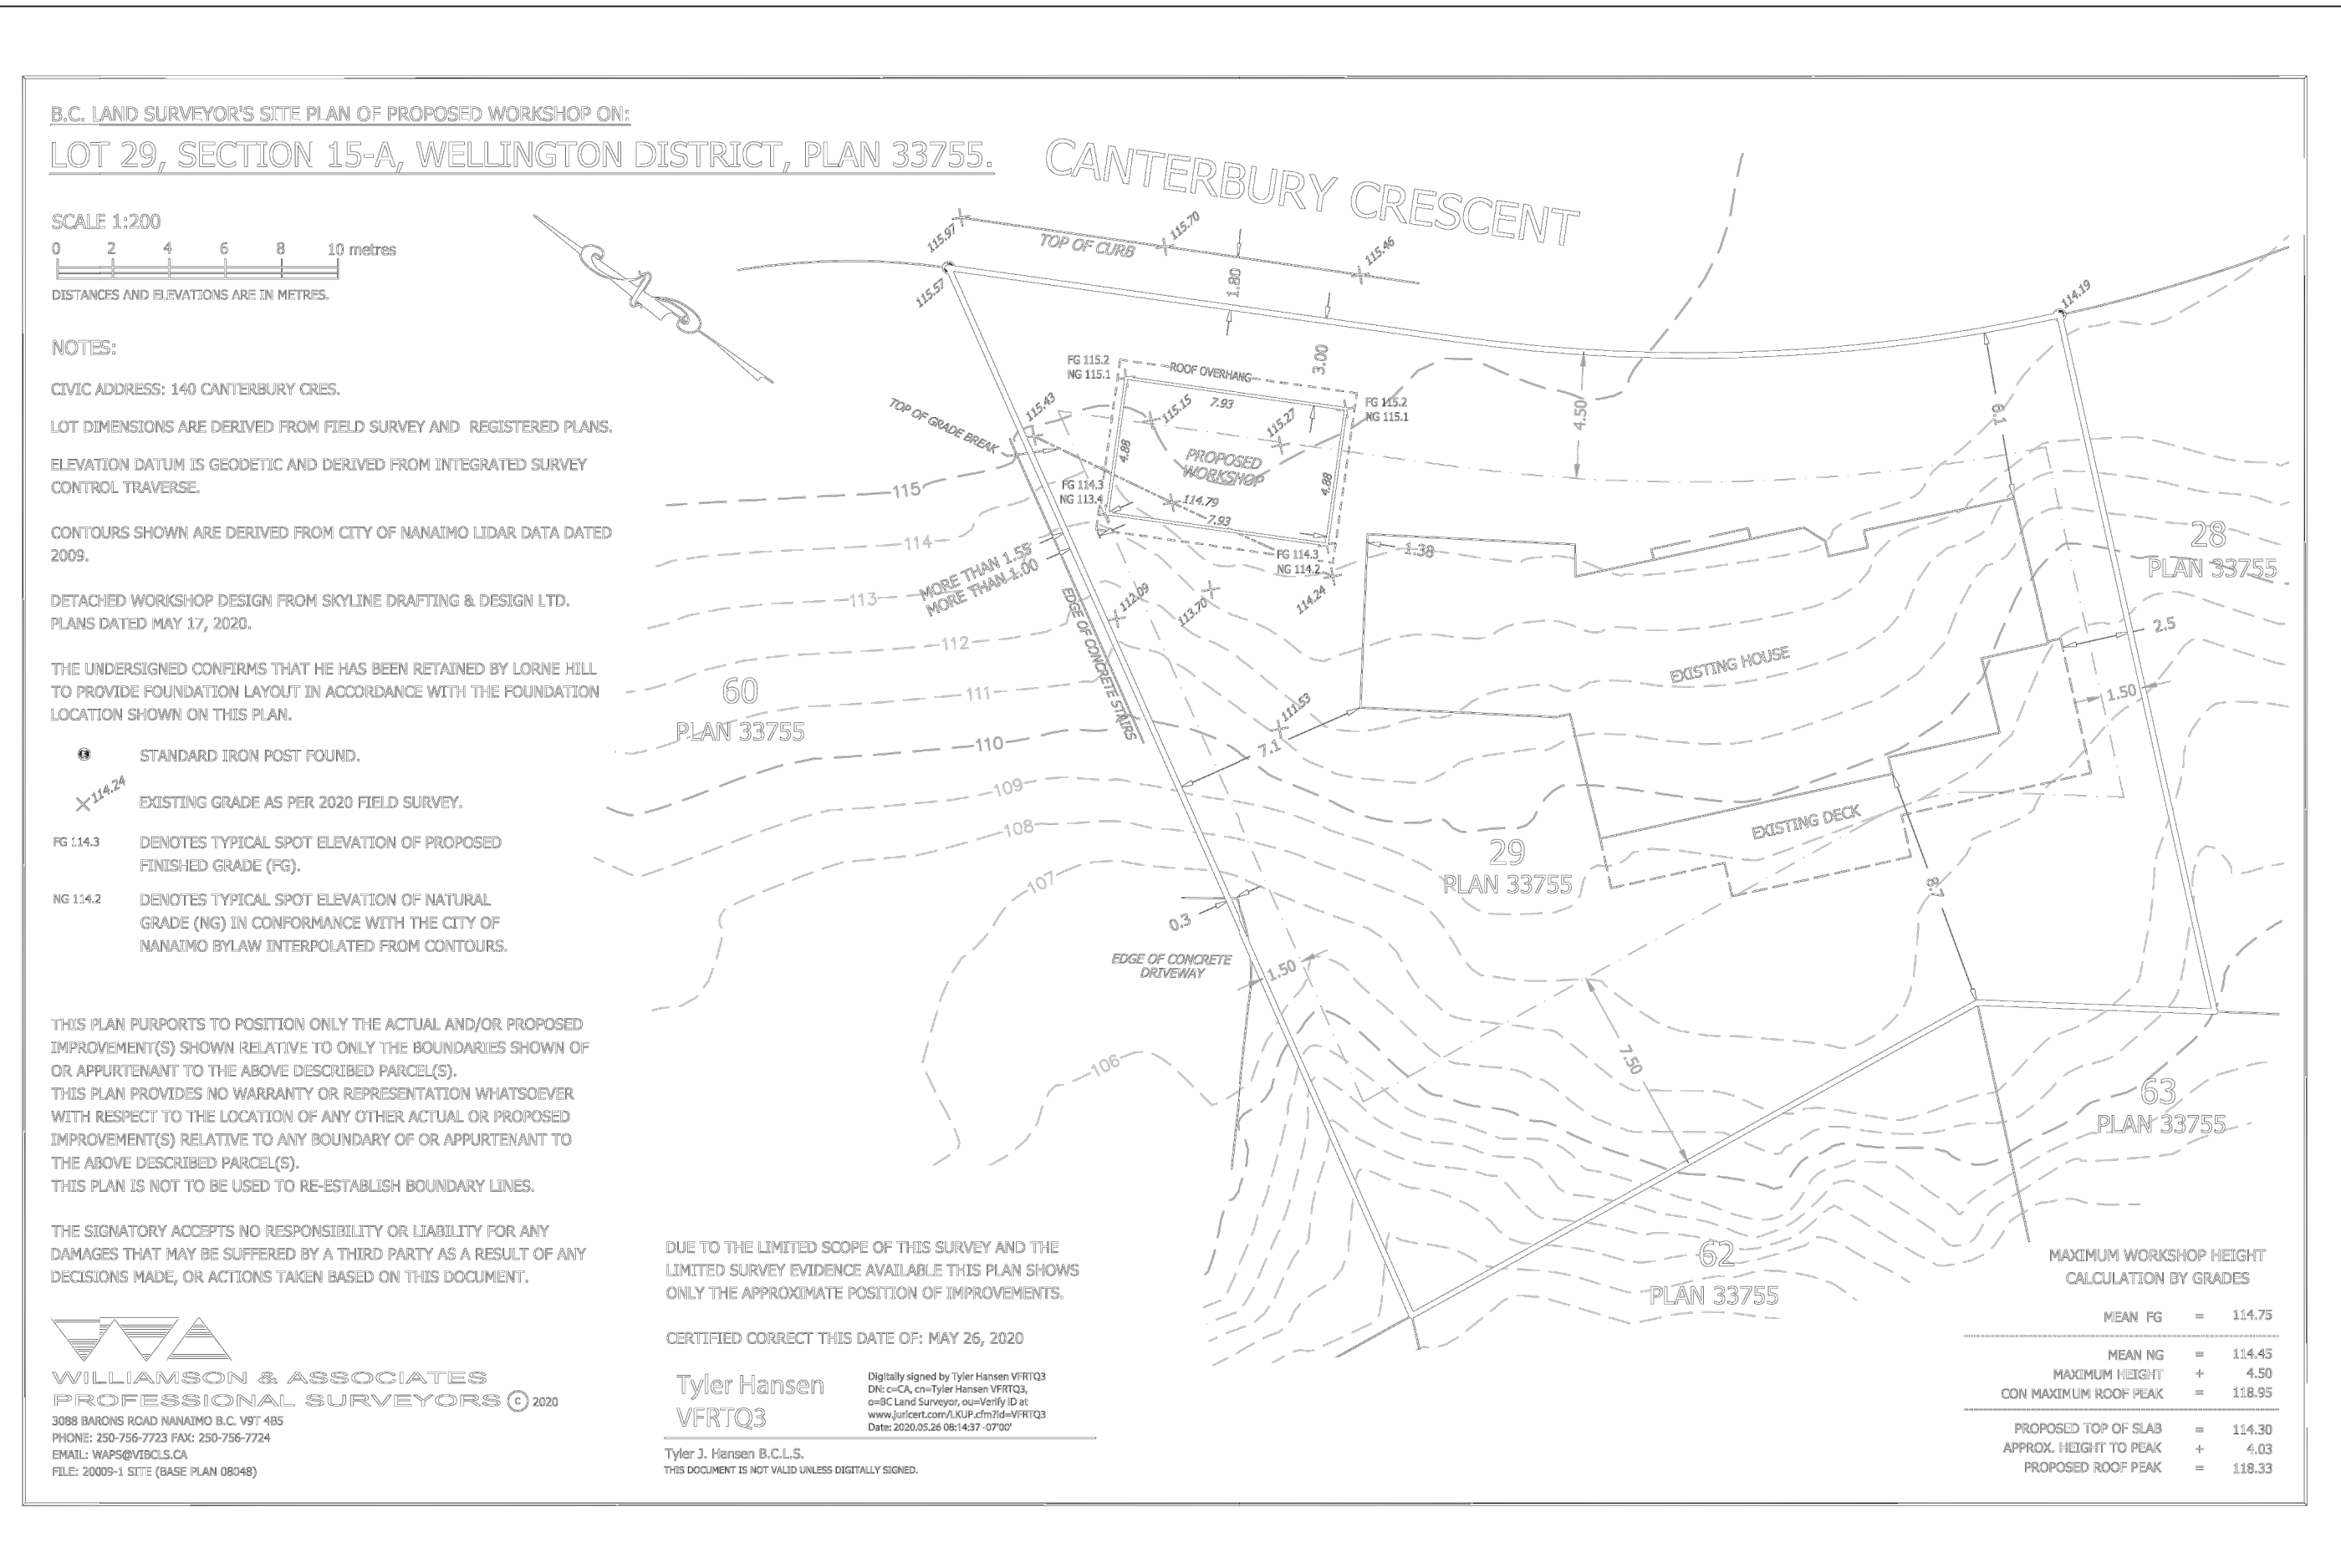 B.C. LAND SURVEYOR'S SITE PLAN OF PROPOSED WORKSHOP ON:
LOT 29, SECTION 15-A, WELLINGTON DISTRICT, PLAN 33755.
SCALE 1:200
0 2 4 6 8 10 metres
DISTANCES AND ELEVATIONS ARE IN METRES.
NOTES:
CIVIC ADDRESS: 140 CANTERBURY CRES.
LOT DIMENSIONS ARE DERIVED FROM FIELD SURVEY AND REGISTERED PLANS.
ELEVATION DATUM IS GEODETIC AND DERIVED FROM INTEGRATED SURVEY
CONTROL TRAVERSE.
CONTOURS SHOWN ARE DERIVED FROM CITY OF NANAIMO LIDAR DATA DATED
2009.
DETACHED WORKSHOP DESIGN FROM SKYLINE DRAFTING & DESIGN LTD.
PLANS DATED MAY 17, 2020.
THE UNDERSIGNED CONFIRMS THAT HE HAS BEEN RETAINED BY LORNE HILL
TO PROVIDE FOUNDATION LAYOUT IN ACCORDANCE WITH THE FOUNDATION
LOCATION SHOWN ON THIS PLAN.
STANDARD IRON POST FOUND.
114.24 EXISTING GRADE AS PER 2020 FIELD SURVEY.
FG 114.3 DENOTES TYPICAL SPOT ELEVATION OF PROPOSED
FINISHED GRADE (FG).
NG 114.2 DENOTES TYPICAL SPOT ELEVATION OF NATURAL
GRADE (NG) IN CONFORMANCE WITH THE CITY OF
NANAIMO BYLAW INTERPOLATED FROM CONTOURS.
THIS PLAN PURPORTS TO POSITION ONLY THE ACTUAL AND/OR PROPOSED
IMPROVEMENT(S) SHOWN RELATIVE TO ONLY THE BOUNDARIES SHOWN OF
OR APPURTENANT TO THE ABOVE DESCRIBED PARCEL(S).
THIS PLAN PROVIDES NO WARRANTY OR REPRESENTATION WHATSOEVER
WITH RESPECT TO THE LOCATION OF ANY OTHER ACTUAL OR PROPOSED
IMPROVEMENT(S) RELATIVE TO ANY BOUNDARY OF OR APPURTENANT TO
THE ABOVE DESCRIBED PARCEL(S).
THIS PLAN IS NOT TO BE USED TO RE-ESTABLISH BOUNDARY LINES.
THE SIGNATORY ACCEPTS NO RESPONSIBILITY OR LIABILITY FOR ANY
DAMAGES THAT MAY BE SUFFERED BY A THIRD PARTY AS A RESULT OF ANY
DECISIONS MADE, OR ACTIONS TAKEN BASED ON THIS DOCUMENT.
WILLIAMSON & ASSOCIATES
PROFESSIONAL SURVEYORS © 2020
3088 BARONS ROAD NANAIMO B.C. V9T 4B5
PHONE: 250-756-7723 FAX: 250-756-7724
EMAIL: WAPS@VIBCLS.CA
FILE: 20009-1 SITE (BASE PLAN 08048)
CANTERBURY CRESCENT
115.97
TOP OF CURB
115.70
115.46
1.80
115.57
114.19
3.00
FG 115.2
NG 115.1
ROOF OVERHANG
7.93
FG 115.2
NG 115.1
4.50
6.1
TOP OF GRADE BREAK
115.43
115.15
115.27
4.88
PROPOSED
WORKSHOP
4.88
FG 114.3
NG 113.4
114.79
7.93
FG 114.3
NG 114.2
114.24
1.38
115
114
113
112
111
110
109
108
107
106
MORE THAN 1.55
MORE THAN 1.00
EDGE OF CONCRETE STAIRS
112.09
113.70
111.53
7.1
EXISTING HOUSE
28
PLAN 33755
2.5
1.50
60
PLAN 33755
EXISTING DECK
29
PLAN 33755
8.7
0.3
EDGE OF CONCRETE
DRIVEWAY
1.50
7.50
63
PLAN 33755
62
PLAN 33755
DUE TO THE LIMITED SCOPE OF THIS SURVEY AND THE
LIMITED SURVEY EVIDENCE AVAILABLE THIS PLAN SHOWS
ONLY THE APPROXIMATE POSITION OF IMPROVEMENTS.
CERTIFIED CORRECT THIS DATE OF: MAY 26, 2020
Tyler Hansen
VFRTQ3
Digitally signed by Tyler Hansen VFRTQ3
DN: c=CA, cn=Tyler Hansen VFRTQ3,
o=BC Land Surveyor, ou=Verify ID at
www.juricert.com/LKUP.cfm?id=VFRTQ3
Date: 2020.05.26 08:14:37 -07'00'
Tyler J. Hansen B.C.L.S.
THIS DOCUMENT IS NOT VALID UNLESS DIGITALLY SIGNED.
MAXIMUM WORKSHOP HEIGHT
CALCULATION BY GRADES
MEAN FG = 114.75
MEAN NG = 114.45
MAXIMUM HEIGHT + 4.50
CON MAXIMUM ROOF PEAK = 118.95
PROPOSED TOP OF SLAB = 114.30
APPROX. HEIGHT TO PEAK + 4.03
PROPOSED ROOF PEAK = 118.33